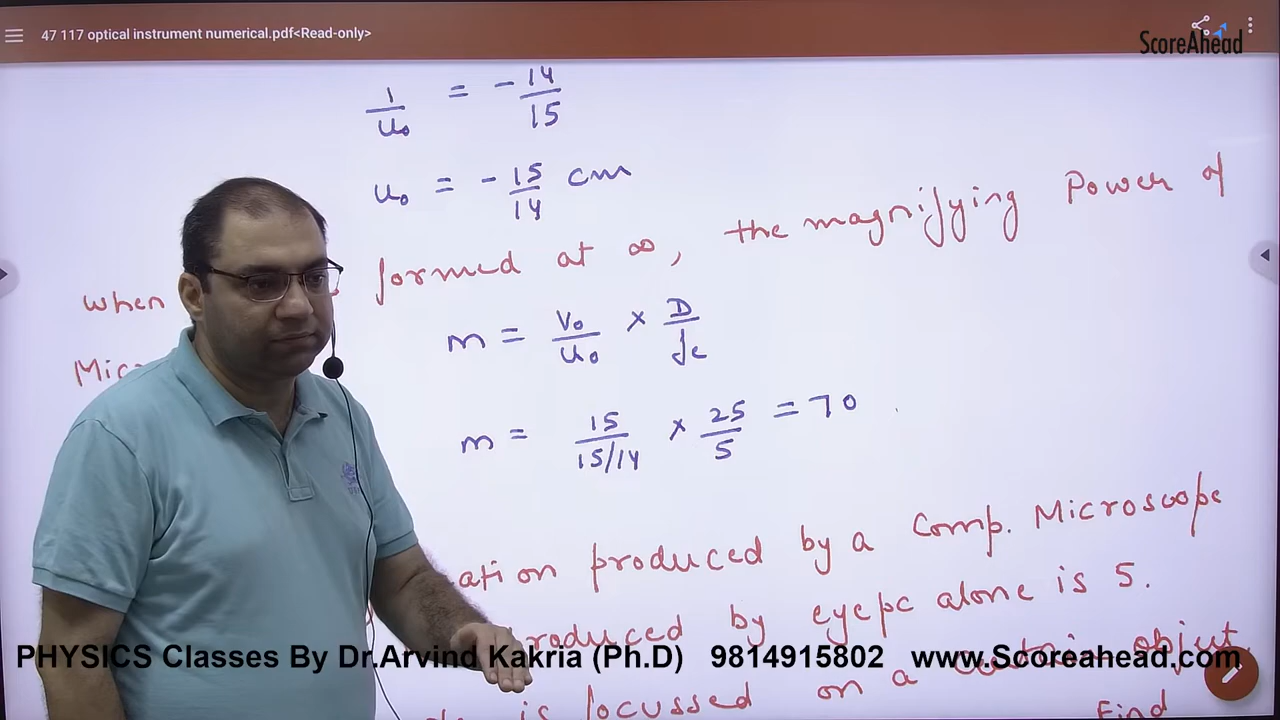 47 117 optical instrument numerical.pdf<Read-only>
ScoreAhead
1/u₀ = -14/15
u₀ = -15/14 cm
when formed at ∞, the magnifying Power of
m = V₀/u₀ × D/fe
m = 15/15/14 × 25/5 = 70
produced by a Comp. Microscope
by eyepc alone is 5.
is focussed on a certain object.
Find
PHYSICS Classes By Dr.Arvind Kakria (Ph.D) 9814915802 www.Scoreahead.com